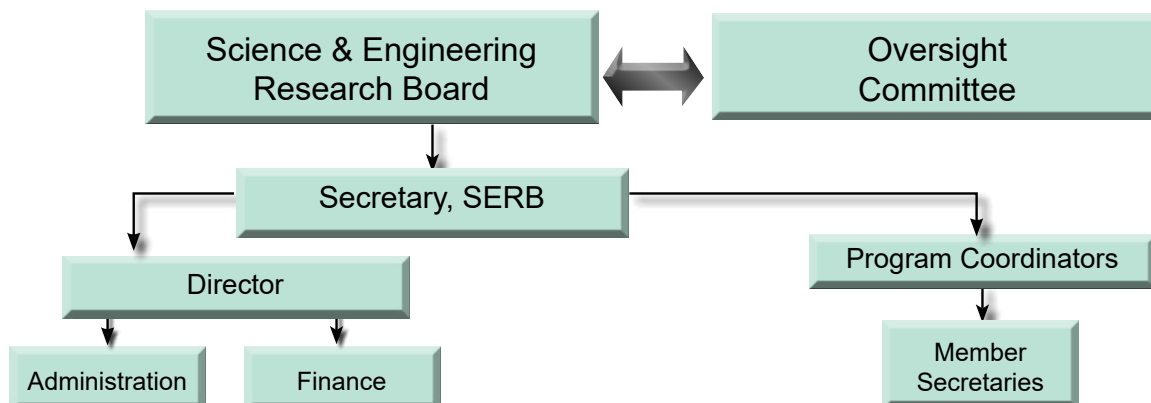 Science & Engineering
Research Board
Oversight
Committee
Secretary, SERB
Director
Program Coordinators
Administration
Finance
Member
Secretaries